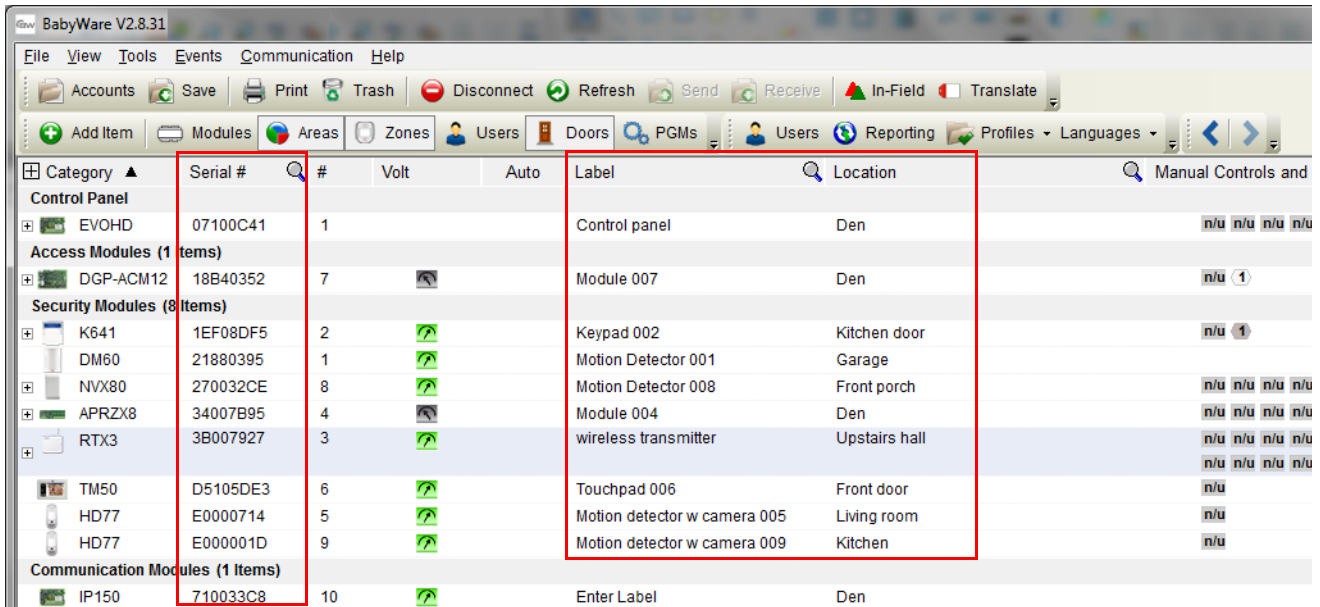 BabyWare V2.8.31
File View Tools Events Communication Help
Accounts Save Print Trash Disconnect Refresh Send Receive In-Field Translate
Add Item Modules Areas Zones Users Doors PGMs Users Reporting Profiles Languages
Category Serial # # Volt Auto Label Location Manual Controls and
Control Panel
EVOHD 07100C41 1 Control panel Den n/u n/u n/u n/u
Access Modules (1 Items)
DGP-ACM12 18B40352 7 Module 007 Den n/u 1
Security Modules (8 Items)
K641 1EF08DF5 2 Keypad 002 Kitchen door n/u 1
DM60 21880395 1 Motion Detector 001 Garage
NVX80 270032CE 8 Motion Detector 008 Front porch n/u n/u n/u n/u
APRZX8 34007B95 4 Module 004 Den n/u n/u n/u n/u
RTX3 3B007927 3 wireless transmitter Upstairs hall n/u n/u n/u n/u
n/u n/u n/u n/u
TM50 D5105DE3 6 Touchpad 006 Front door n/u
HD77 E0000714 5 Motion detector w camera 005 Living room n/u
HD77 E000001D 9 Motion detector w camera 009 Kitchen n/u
Communication Modules (1 Items)
IP150 710033C8 10 Enter Label Den